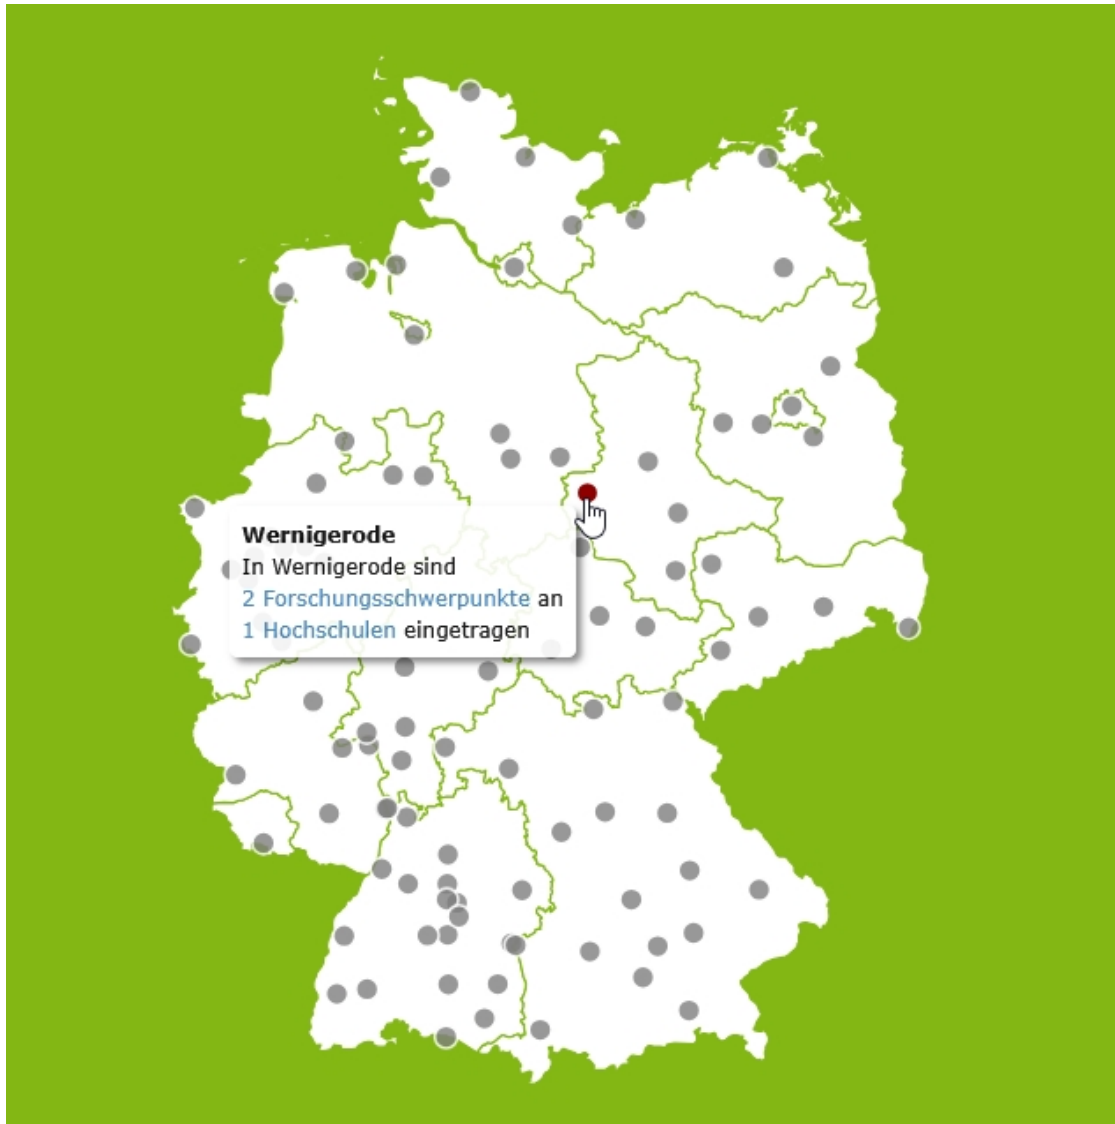 Wernigerode
In Wernigerode sind
2 Forschungsschwerpunkte an
1 Hochschulen eingetragen